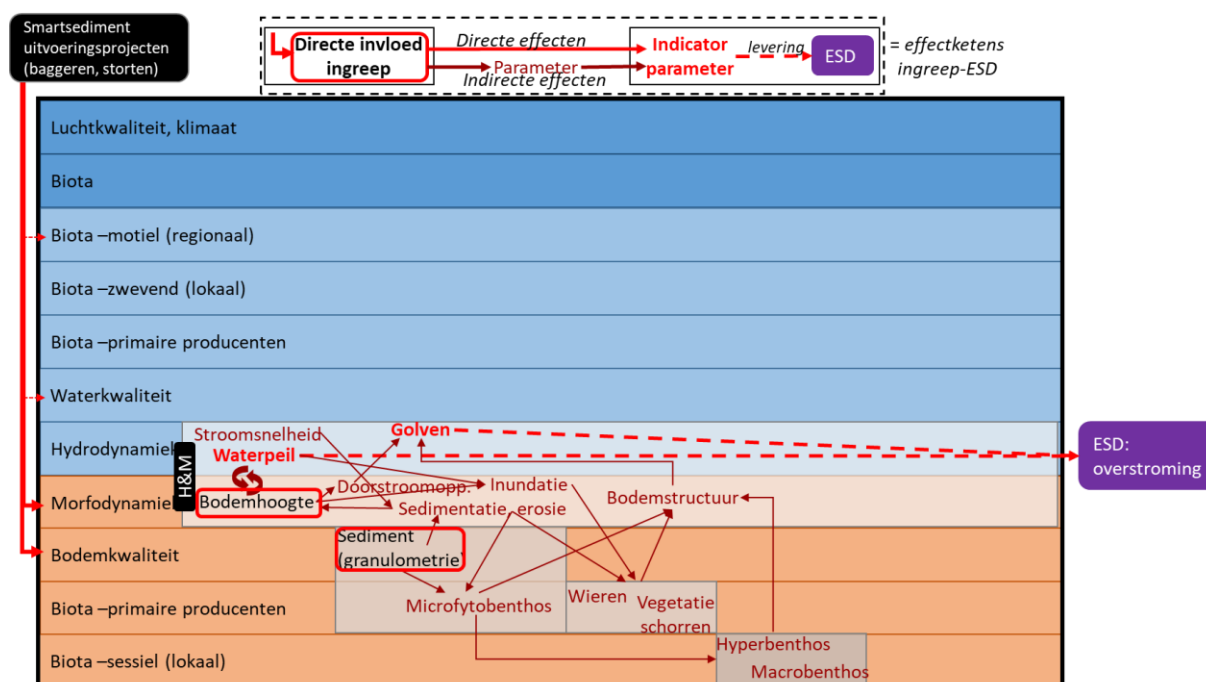 Smartsediment
uitvoeringsprojecten
(baggeren, storten)
Directe invloed
ingreep
Directe effecten
Parameter
Indirecte effecten
Indicator
parameter
levering
ESD
= effectketens
ingreep-ESD
Luchtkwaliteit, klimaat
Biota
Biota –motiel (regionaal)
Biota –zwevend (lokaal)
Biota –primaire producenten
Waterkwaliteit
Hydrodynamiek
Stroomsnelheid
Golven
Waterpeil
H&M
ESD:
overstroming
Morfodynamiek
Bodemhoogte
Doorstroomopp.
Inundatie
Sedimentatie, erosie
Bodemstructuur
Bodemkwaliteit
Sediment
(granulometrie)
Biota –primaire producenten
Microfytobenthos
Wieren
Vegetatie
schorren
Biota –sessiel (lokaal)
Hyperbenthos
Macrobenthos